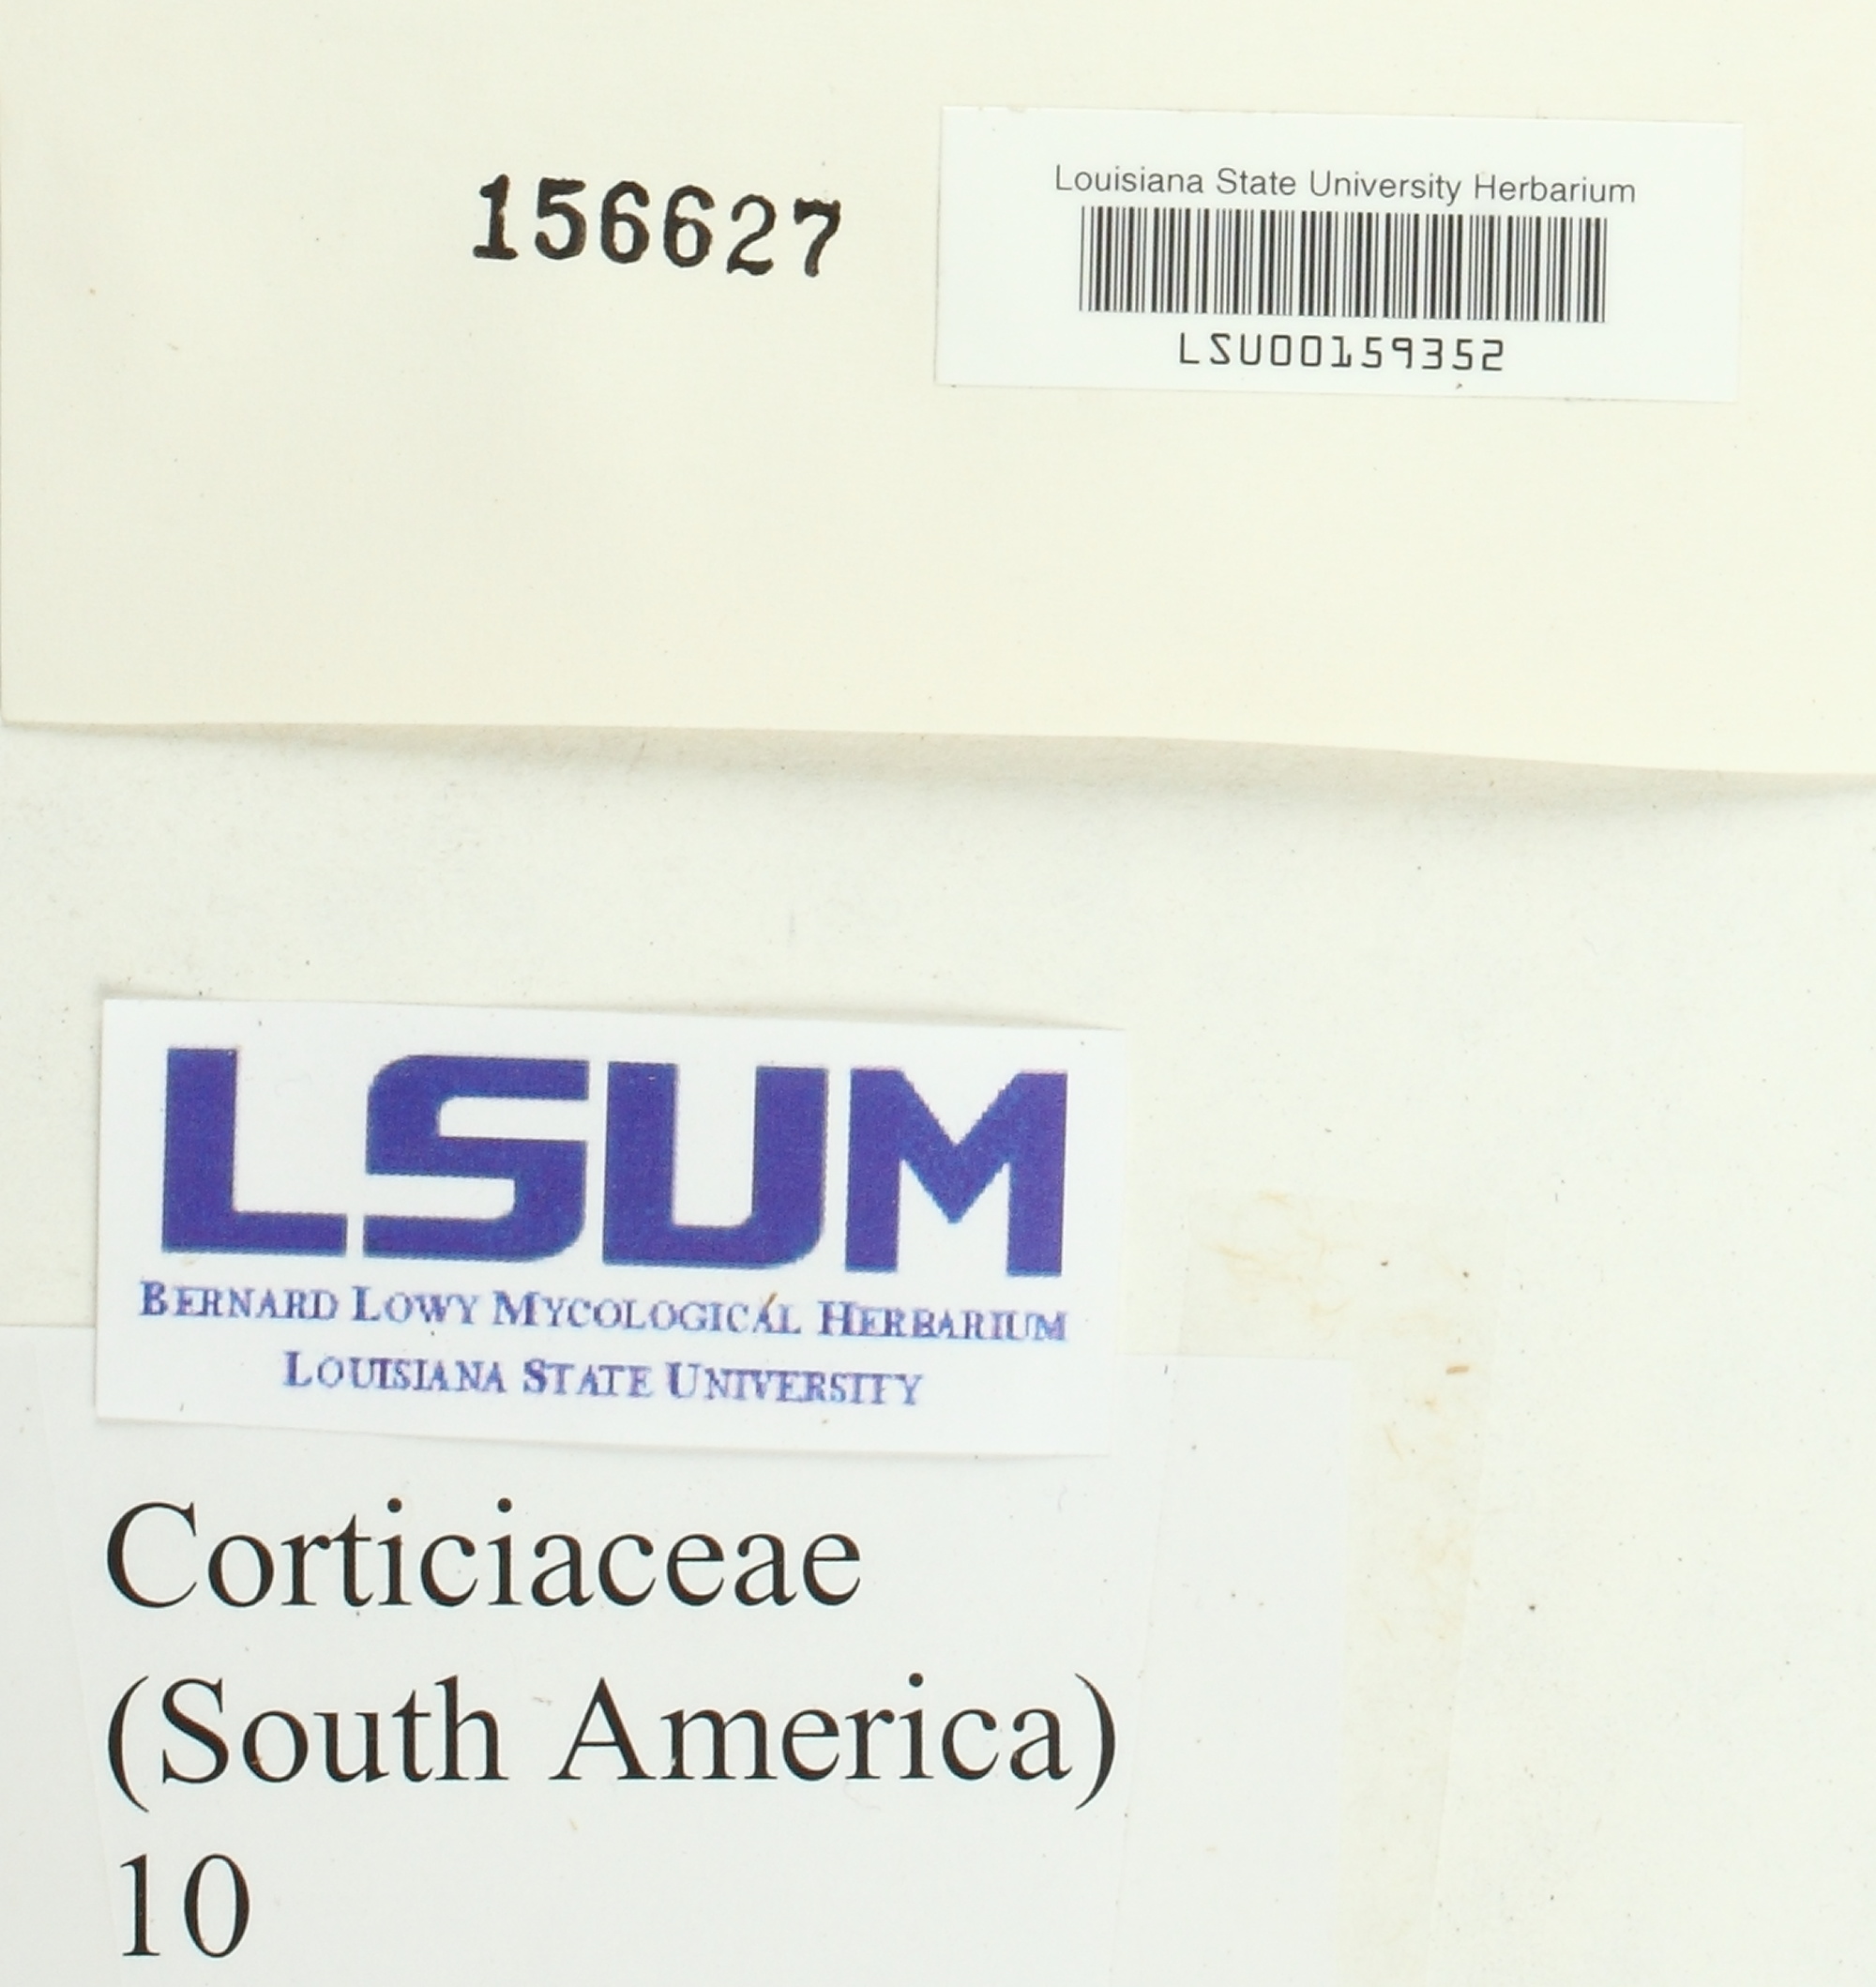 156627
Louisiana State University Herbarium
LSU00159352
LSUM
BERNARD LOWY MYCOLOGICAL HERBARIUM
LOUISIANA STATE UNIVERSITY
Corticiaceae
(South America)
10